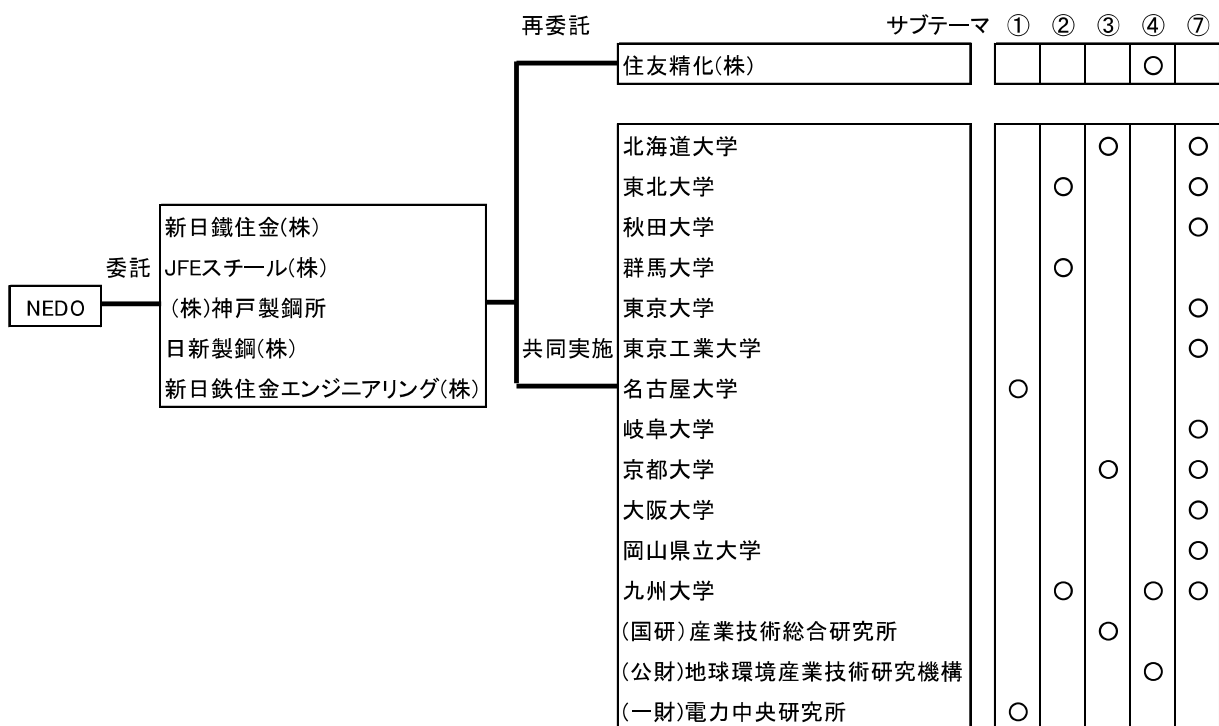 再委託 サブテーマ ① ② ③ ④ ⑦
住友精化(株) ○
北海道大学 ○ ○
東北大学 ○ ○
新日鐵住金(株) 秋田大学 ○
委託 JFEスチール(株) 群馬大学 ○
NEDO (株)神戸製鋼所 東京大学 ○
日新製鋼(株) 共同実施 東京工業大学 ○
新日鉄住金エンジニアリング(株) 名古屋大学 ○
岐阜大学 ○
京都大学 ○ ○
大阪大学 ○
岡山県立大学 ○
九州大学 ○ ○ ○
(国研)産業技術総合研究所 ○
(公財)地球環境産業技術研究機構 ○
(一財)電力中央研究所 ○